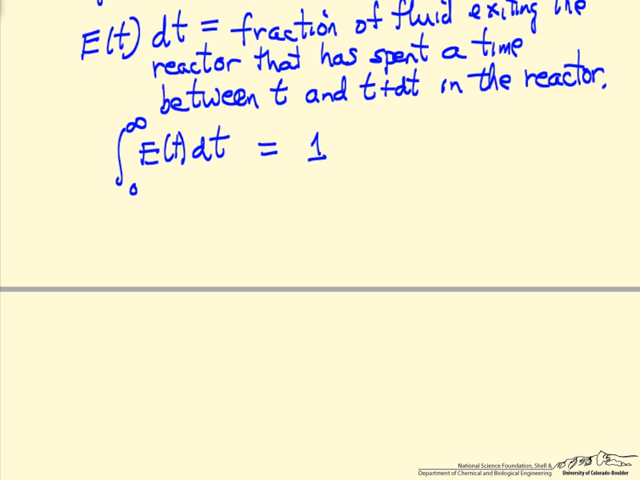 E(t) dt = fraction of fluid exiting the
reactor that has spent a time
between t and t+dt in the reactor.
∫₀^∞ E(t) dt = 1
National Science Foundation, Shell &
Department of Chemical and Biological Engineering
University of Colorado-Boulder